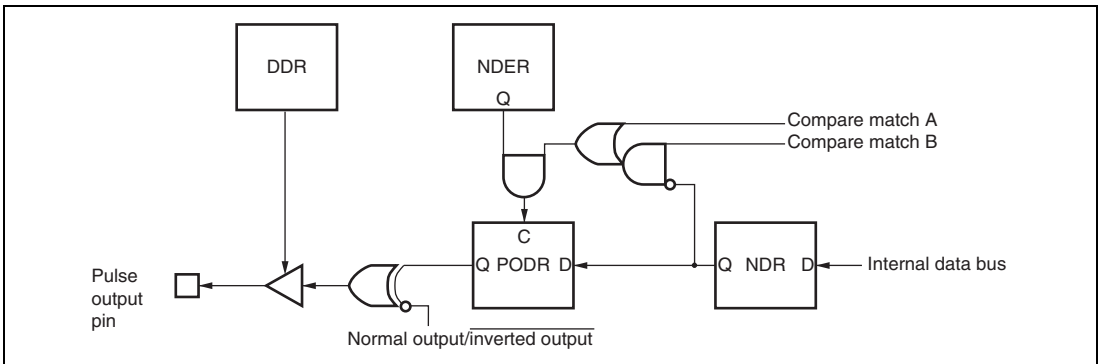 DDR
NDER
Q
Compare match A
Compare match B
C
Q PODR D
Q NDR D
Internal data bus
Pulse
output
pin
Normal output/inverted output